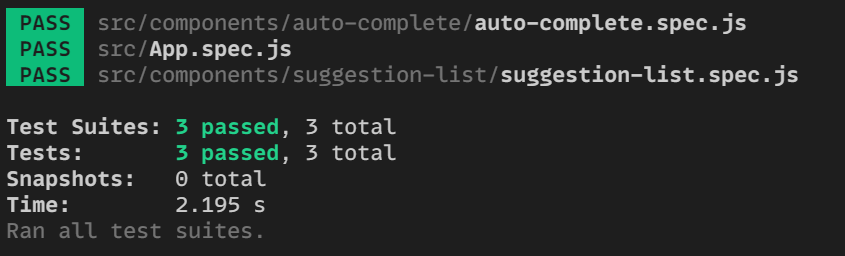 PASS src/components/auto-complete/auto-complete.spec.js
PASS src/App.spec.js
PASS src/components/suggestion-list/suggestion-list.spec.js
Test Suites: 3 passed, 3 total
Tests: 3 passed, 3 total
Snapshots: 0 total
Time: 2.195 s
Ran all test suites.